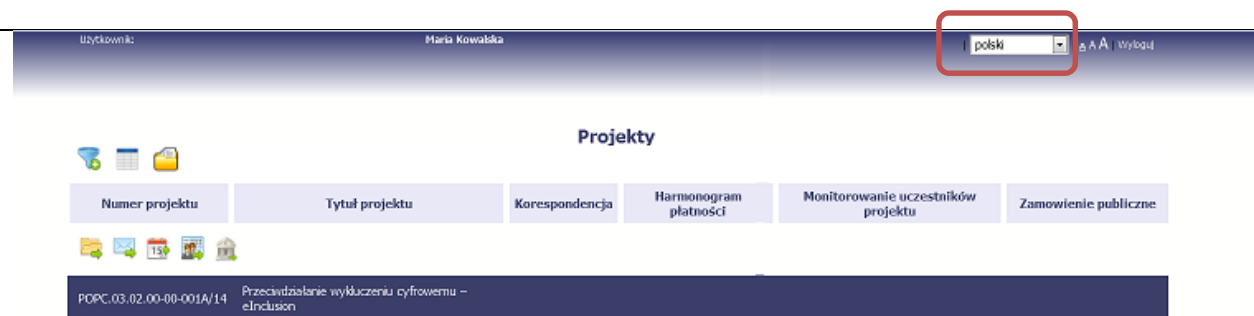 Użytkownik: Maria Kowalska | polski A A A | Wyloguj
Projekty
Numer projektu Tytuł projektu Korespondencja Harmonogram płatności Monitorowanie uczestników projektu Zamowienie publiczne
15
POPC.03.02.00-00-001A/14 Przeciwdziałanie wykluczeniu cyfrowemu –
eInclusion